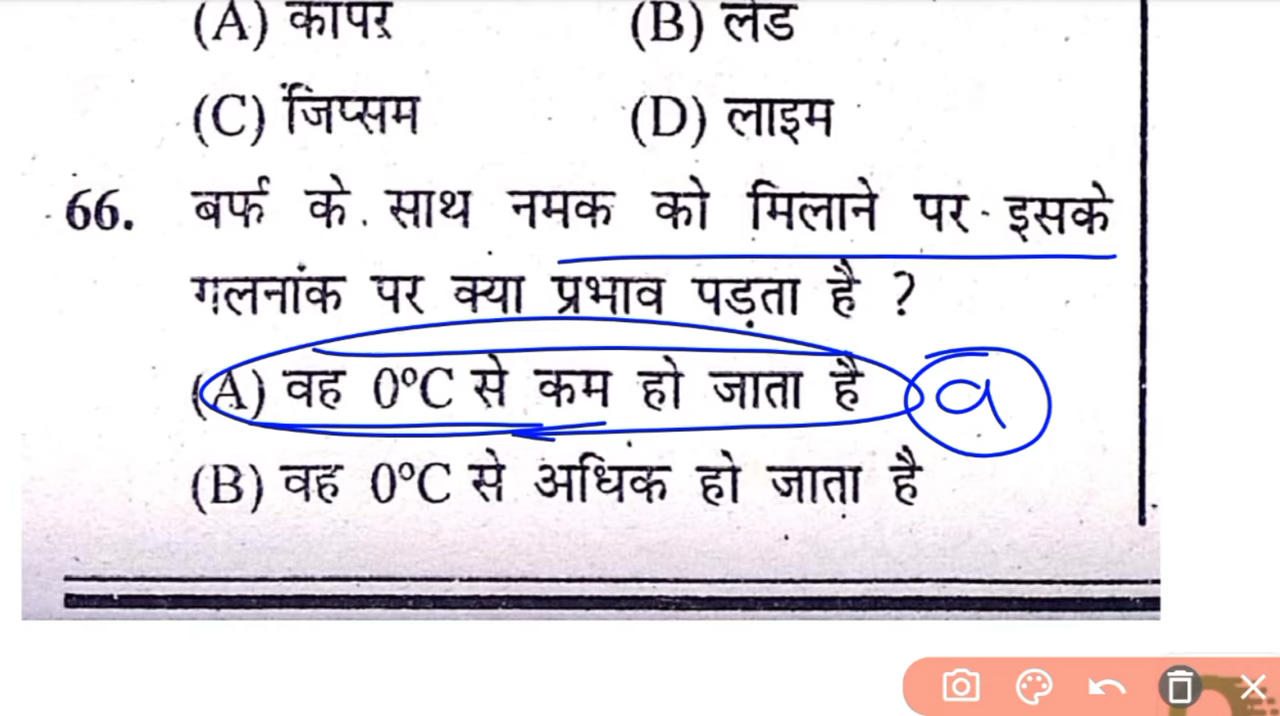 (A) कापर (B) लेड
(C) जिप्सम (D) लाइम
66. बर्फ के साथ नमक को मिलाने पर इसके
गलनांक पर क्या प्रभाव पड़ता है ?
(A) वह 0°C से कम हो जाता है a
(B) वह 0°C से अधिक हो जाता है